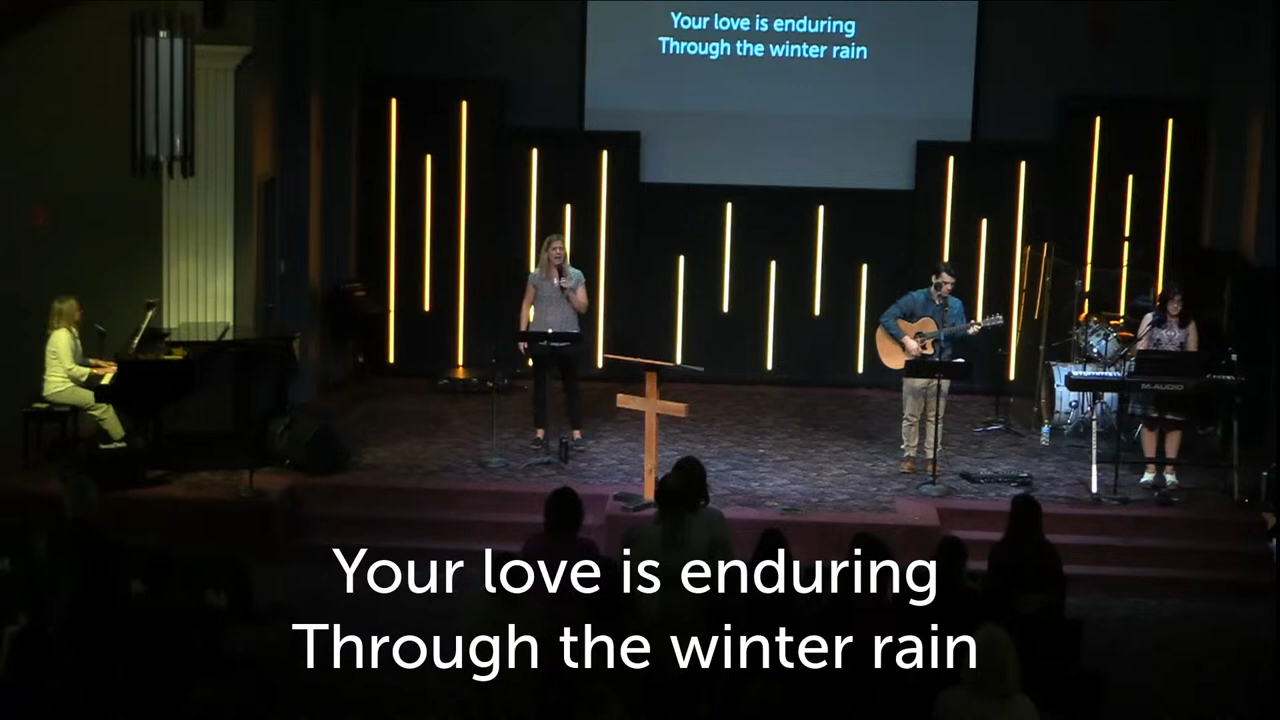 Your love is enduring
Through the winter rain
M-AUDIO
Your love is enduring
Through the winter rain